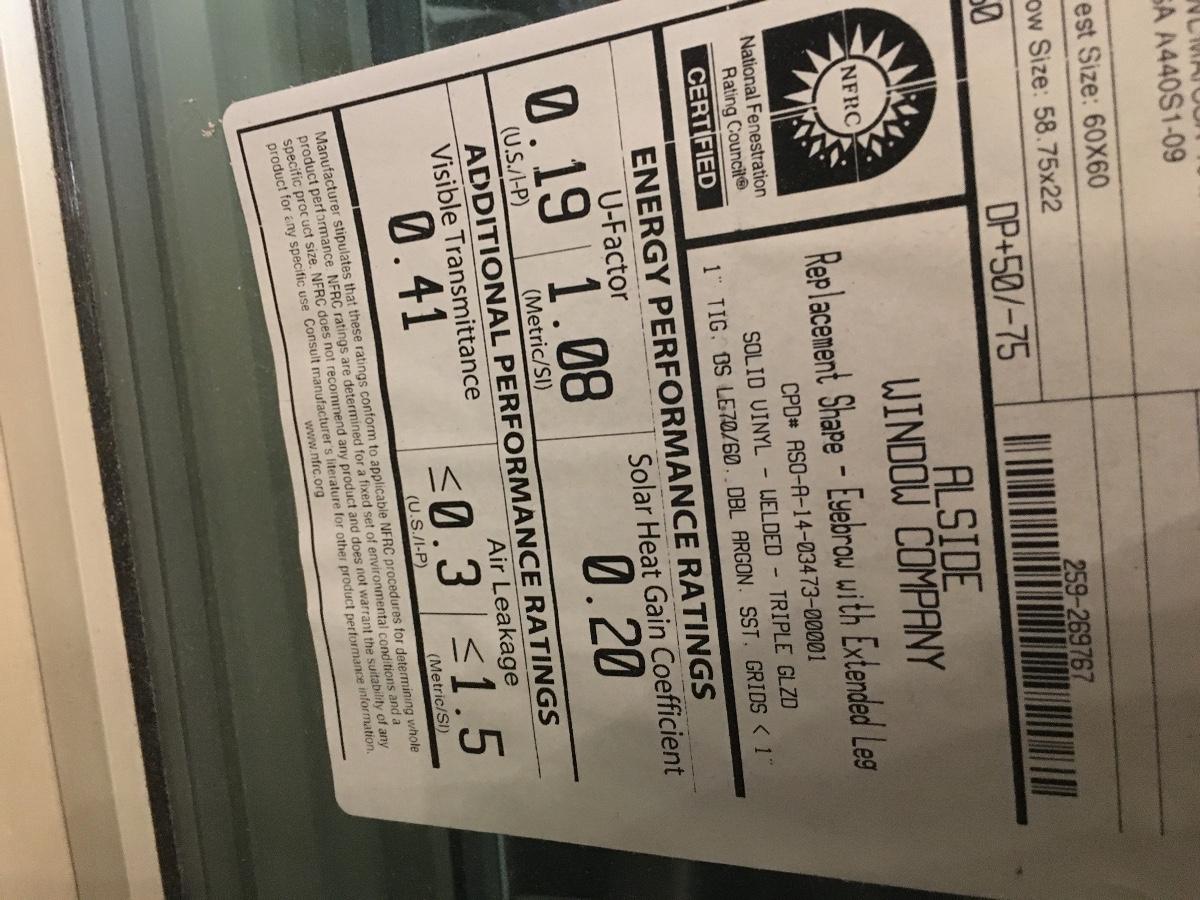 A A440S1-09
est Size: 60X60
ow Size: 58.75x22
DP+50/-75
259-269767
NFRC
National Fenestration
Rating Council®
CERTIFIED
ALSIDE
WINDOW COMPANY
Replacement Shape - Eyebrow with Extended Leg
CPD# ASO-A-14-03473-00001
SOLID VINYL - WELDED - TRIPLE GLZD
1" TIG. DS LE70/60. DBL ARGON. SST. GRIDS < 1"
ENERGY PERFORMANCE RATINGS
U-Factor
Solar Heat Gain Coefficient
0.19 1.08
0.20
(U.S./I-P) (Metric/SI)
ADDITIONAL PERFORMANCE RATINGS
Visible Transmittance
Air Leakage
0.41
≤0.3 ≤1.5
(U.S./I-P) (Metric/SI)
Manufacturer stipulates that these ratings conform to applicable NFRC procedures for determining whole
product performance. NFRC ratings are determined for a fixed set of environmental conditions and a
specific product size. NFRC does not recommend any product and does not warrant the suitability of any
product for any specific use. Consult manufacturer's literature for other product performance information.
www.nfrc.org